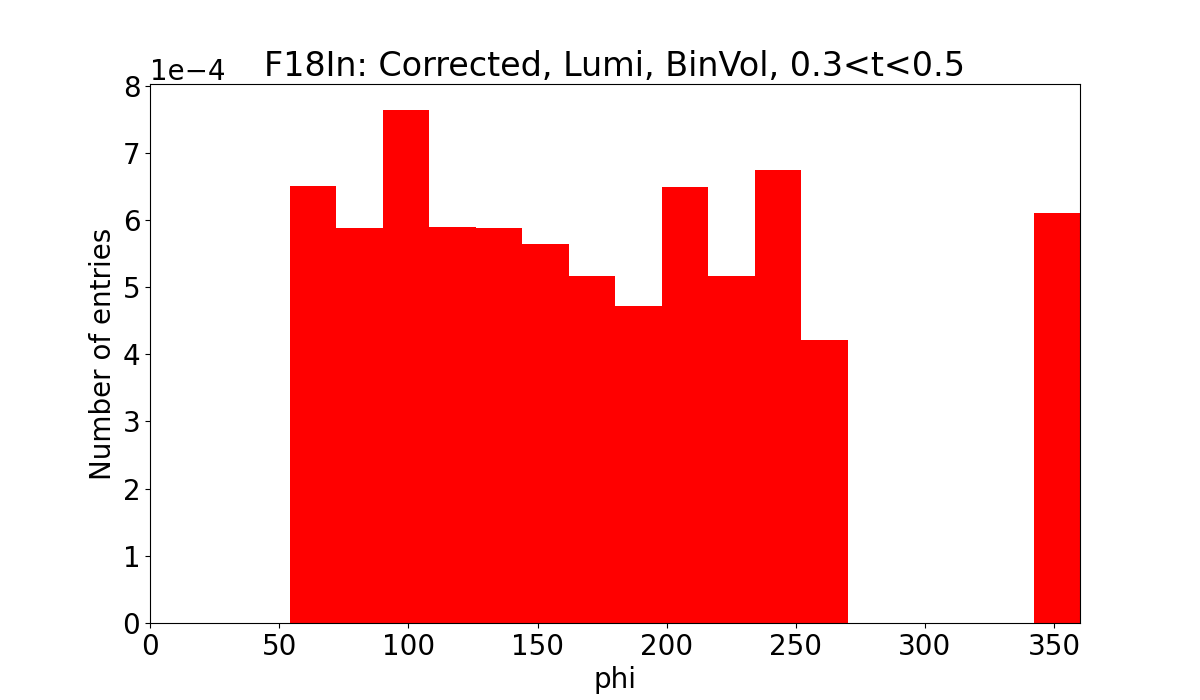 F18In: Corrected, Lumi, BinVol, 0.3<t<0.5
1e−4
8
7
6
5
4
3
2
1
0
Number of entries
0 50 100 150 200 250 300 350
phi